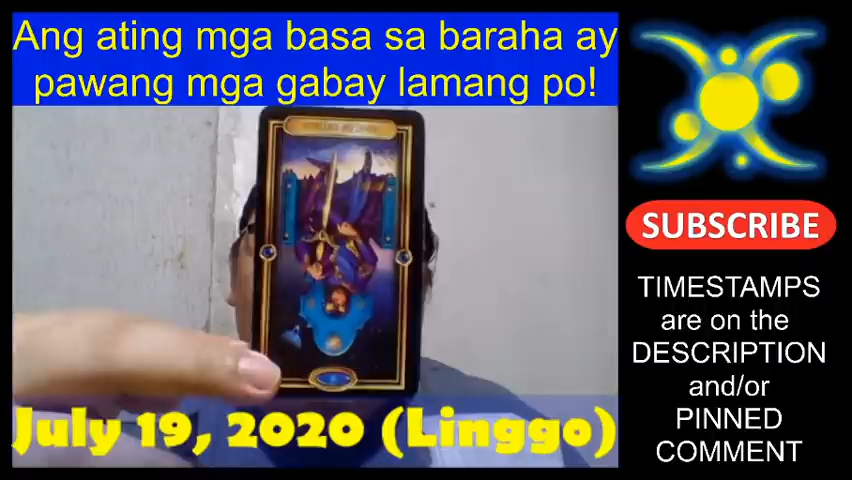 Ang ating mga basa sa baraha ay
pawang mga gabay lamang po!
SUBSCRIBE
TIMESTAMPS
are on the
DESCRIPTION
and/or
PINNED
COMMENT
July 19, 2020 (Linggo)